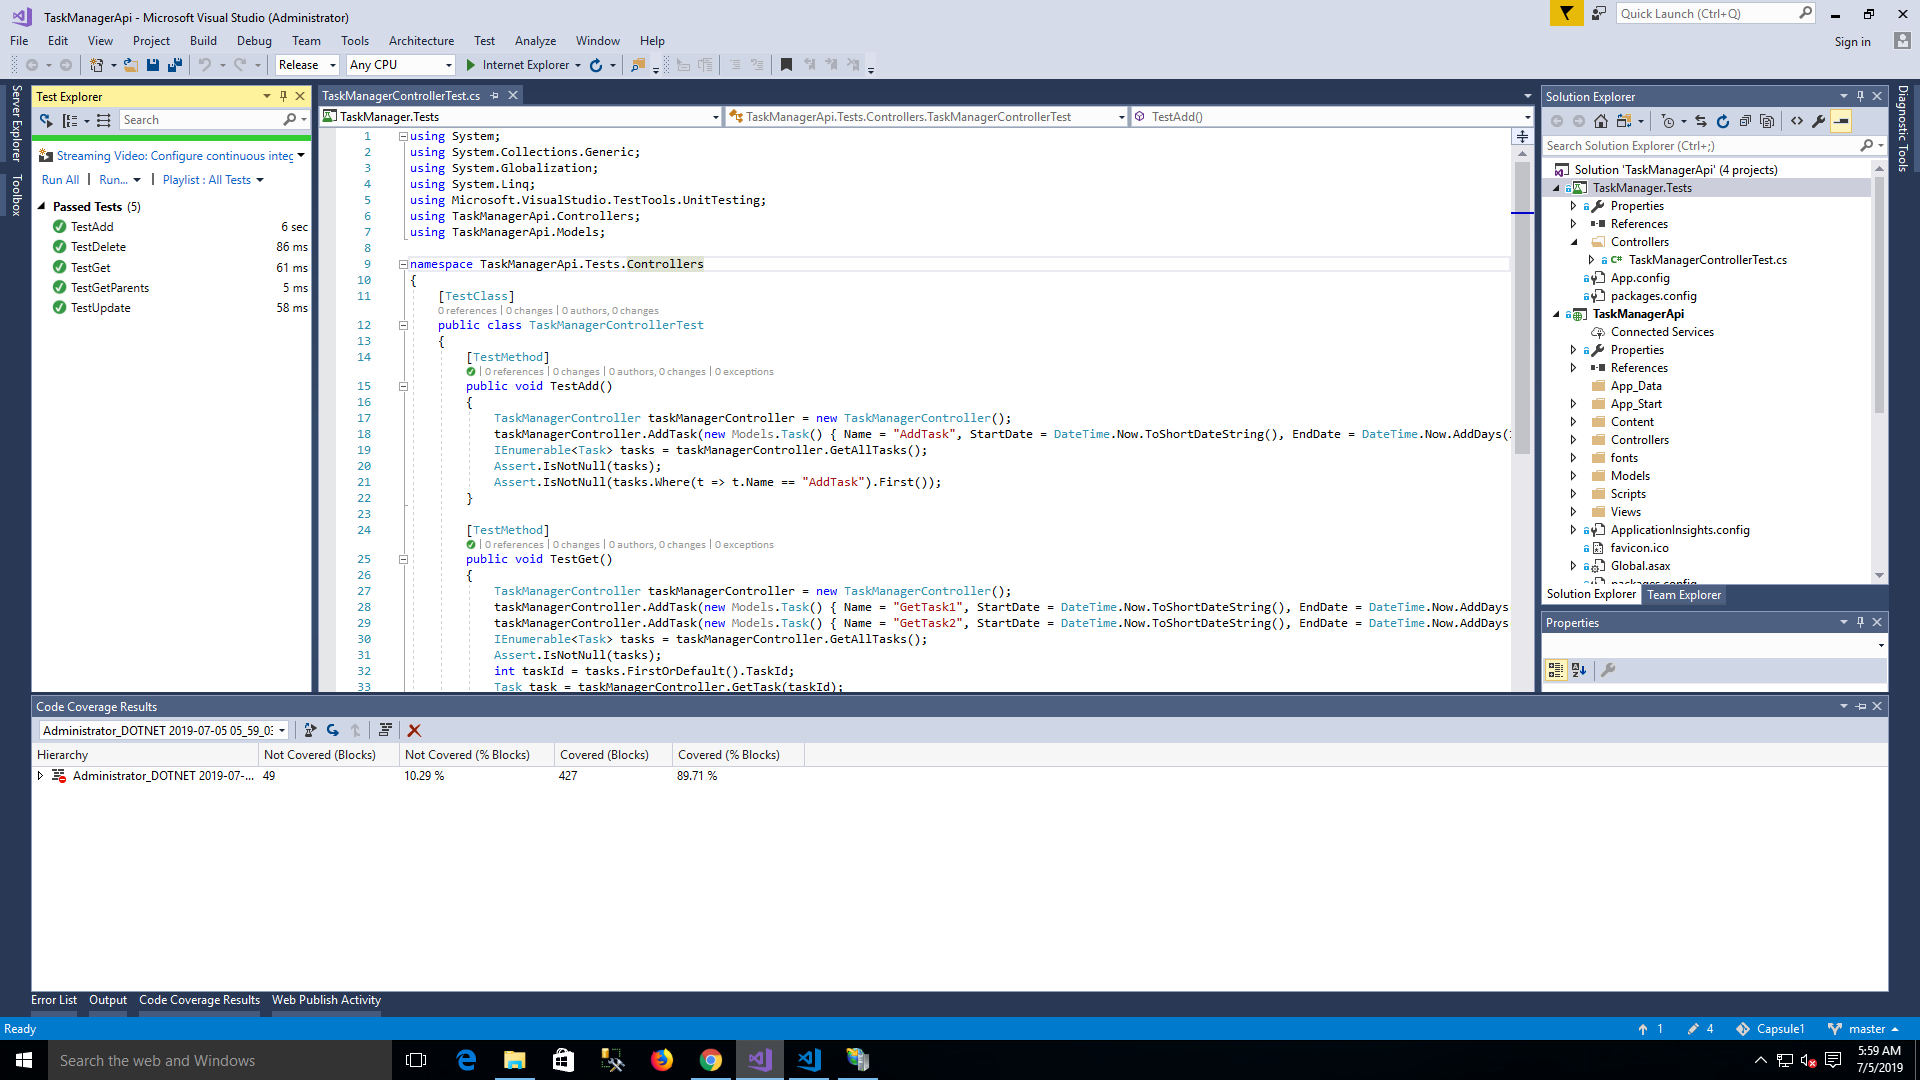 TaskManagerApi - Microsoft Visual Studio (Administrator)
Quick Launch (Ctrl+Q)
File Edit View Project Build Debug Team Tools Architecture Test Analyze Window Help
Sign in
Release Any CPU Internet Explorer
Server Explorer
Toolbox
Test Explorer
Search
Streaming Video: Configure continuous integ
Run All | Run... | Playlist : All Tests
Passed Tests (5)
TestAdd 6 sec
TestDelete 86 ms
TestGet 61 ms
TestGetParents 5 ms
TestUpdate 58 ms
TaskManagerControllerTest.cs
TaskManager.Tests TaskManagerApi.Tests.Controllers.TaskManagerControllerTest TestAdd()
1 using System;
2 using System.Collections.Generic;
3 using System.Globalization;
4 using System.Linq;
5 using Microsoft.VisualStudio.TestTools.UnitTesting;
6 using TaskManagerApi.Controllers;
7 using TaskManagerApi.Models;
8
9 namespace TaskManagerApi.Tests.Controllers
10 {
11 [TestClass]
0 references | 0 changes | 0 authors, 0 changes
12 public class TaskManagerControllerTest
13 {
14 [TestMethod]
| 0 references | 0 changes | 0 authors, 0 changes | 0 exceptions
15 public void TestAdd()
16 {
17 TaskManagerController taskManagerController = new TaskManagerController();
18 taskManagerController.AddTask(new Models.Task() { Name = "AddTask", StartDate = DateTime.Now.ToShortDateString(), EndDate = DateTime.Now.AddDays(
19 IEnumerable<Task> tasks = taskManagerController.GetAllTasks();
20 Assert.IsNotNull(tasks);
21 Assert.IsNotNull(tasks.Where(t => t.Name == "AddTask").First());
22 }
23
24 [TestMethod]
| 0 references | 0 changes | 0 authors, 0 changes | 0 exceptions
25 public void TestGet()
26 {
27 TaskManagerController taskManagerController = new TaskManagerController();
28 taskManagerController.AddTask(new Models.Task() { Name = "GetTask1", StartDate = DateTime.Now.ToShortDateString(), EndDate = DateTime.Now.AddDays
29 taskManagerController.AddTask(new Models.Task() { Name = "GetTask2", StartDate = DateTime.Now.ToShortDateString(), EndDate = DateTime.Now.AddDays
30 IEnumerable<Task> tasks = taskManagerController.GetAllTasks();
31 Assert.IsNotNull(tasks);
32 int taskId = tasks.FirstOrDefault().TaskId;
33 Task task = taskManagerController.GetTask(taskId);
Solution Explorer
Search Solution Explorer (Ctrl+;)
Solution 'TaskManagerApi' (4 projects)
TaskManager.Tests
Properties
References
Controllers
C# TaskManagerControllerTest.cs
App.config
packages.config
TaskManagerApi
Connected Services
Properties
References
App_Data
App_Start
Content
Controllers
fonts
Models
Scripts
Views
ApplicationInsights.config
favicon.ico
Global.asax
packages.config
Solution Explorer Team Explorer
Properties
Diagnostic Tools
Code Coverage Results
Administrator_DOTNET 2019-07-05 05_59_03
Hierarchy Not Covered (Blocks) Not Covered (% Blocks) Covered (Blocks) Covered (% Blocks)
Administrator_DOTNET 2019-07-... 49 10.29 % 427 89.71 %
Error List Output Code Coverage Results Web Publish Activity
Ready
1 4 Capsule1 master
Search the web and Windows
5:59 AM
7/5/2019